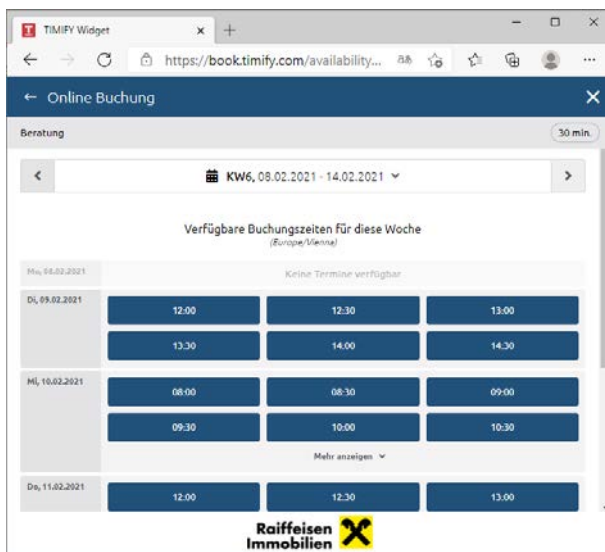 TIMIFY Widget
https://book.timify.com/availability...
Online Buchung
Beratung
30 min.
KW6, 08.02.2021 - 14.02.2021
Verfügbare Buchungszeiten für diese Woche
(Europe/Vienna)
Mo, 08.02.2021 Keine Termine verfügbar
Di, 09.02.2021
12:00 12:30 13:00
13:30 14:00 14:30
Mi, 10.02.2021
08:00 08:30 09:00
09:30 10:00 10:30
Mehr anzeigen
Do, 11.02.2021
12:00 12:30 13:00
Raiffeisen
Immobilien